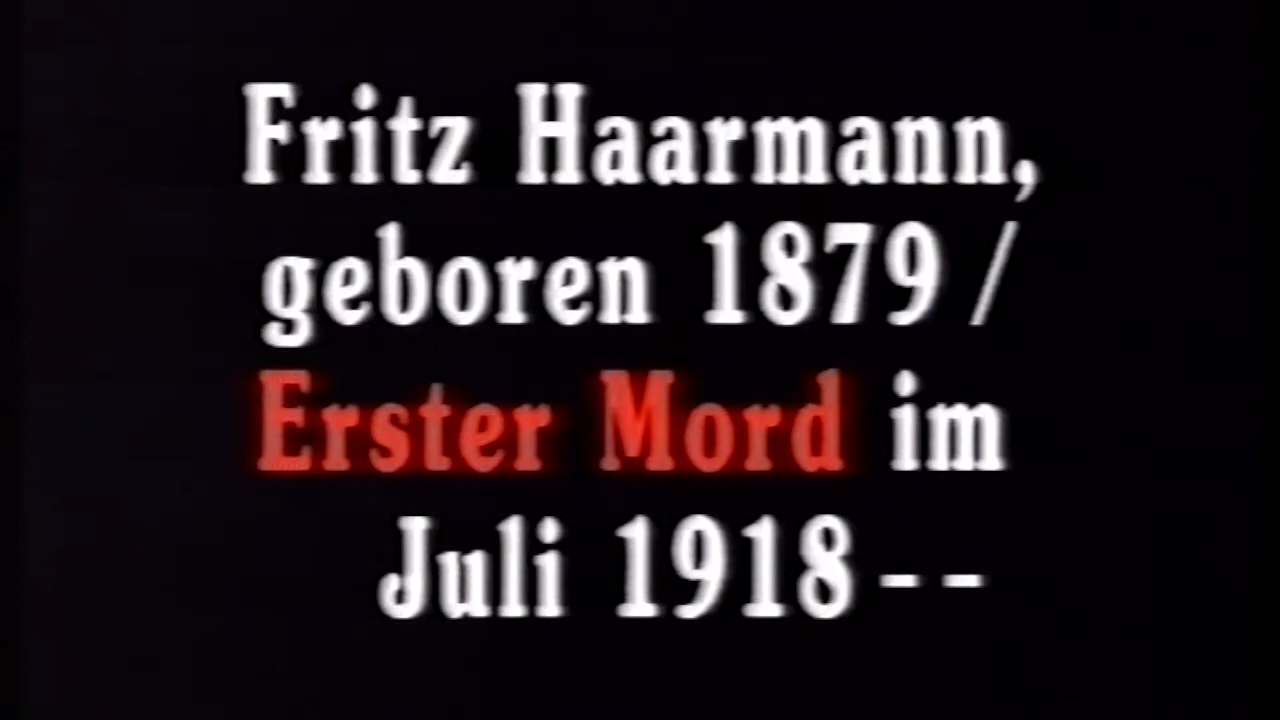 Fritz Haarmann,
geboren 1879 /
Erster Mord im
Juli 1918 - -